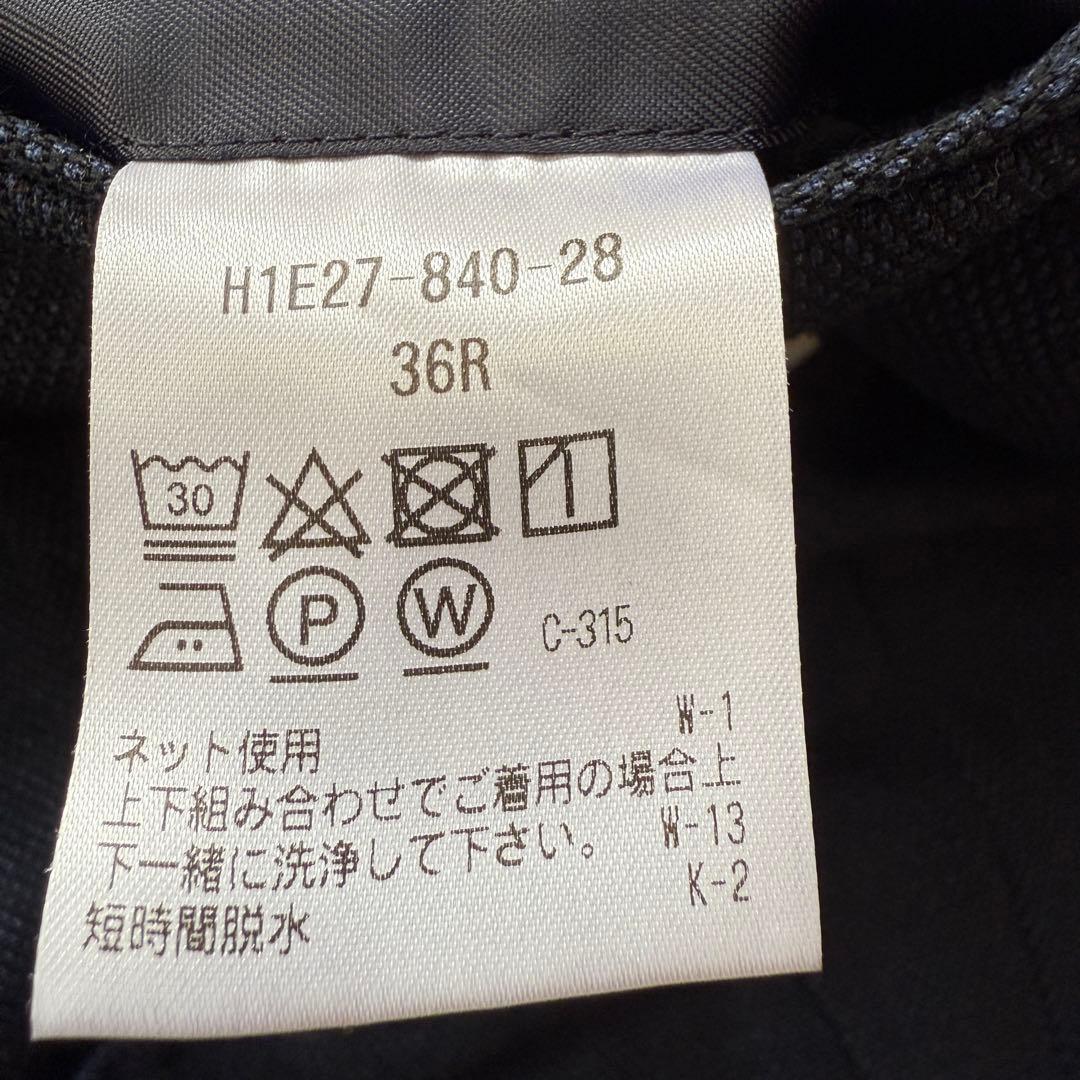 H1E27-840-28
36R
30
P W C-315
W-1
ネット使用
上下組み合わせでご着用の場合上
下一緒に洗浄して下さい。 W-13
K-2
短時間脱水